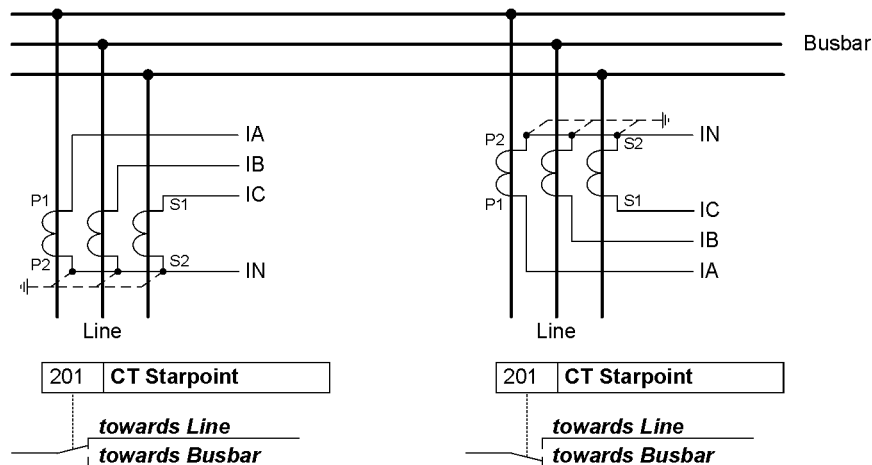 Busbar
IA
IB
IC
P1
S1
P2
S2
IN
Line
P2
S2
IN
P1
S1
IC
IB
IA
Line
201 CT Starpoint
towards Line
towards Busbar
201 CT Starpoint
towards Line
towards Busbar